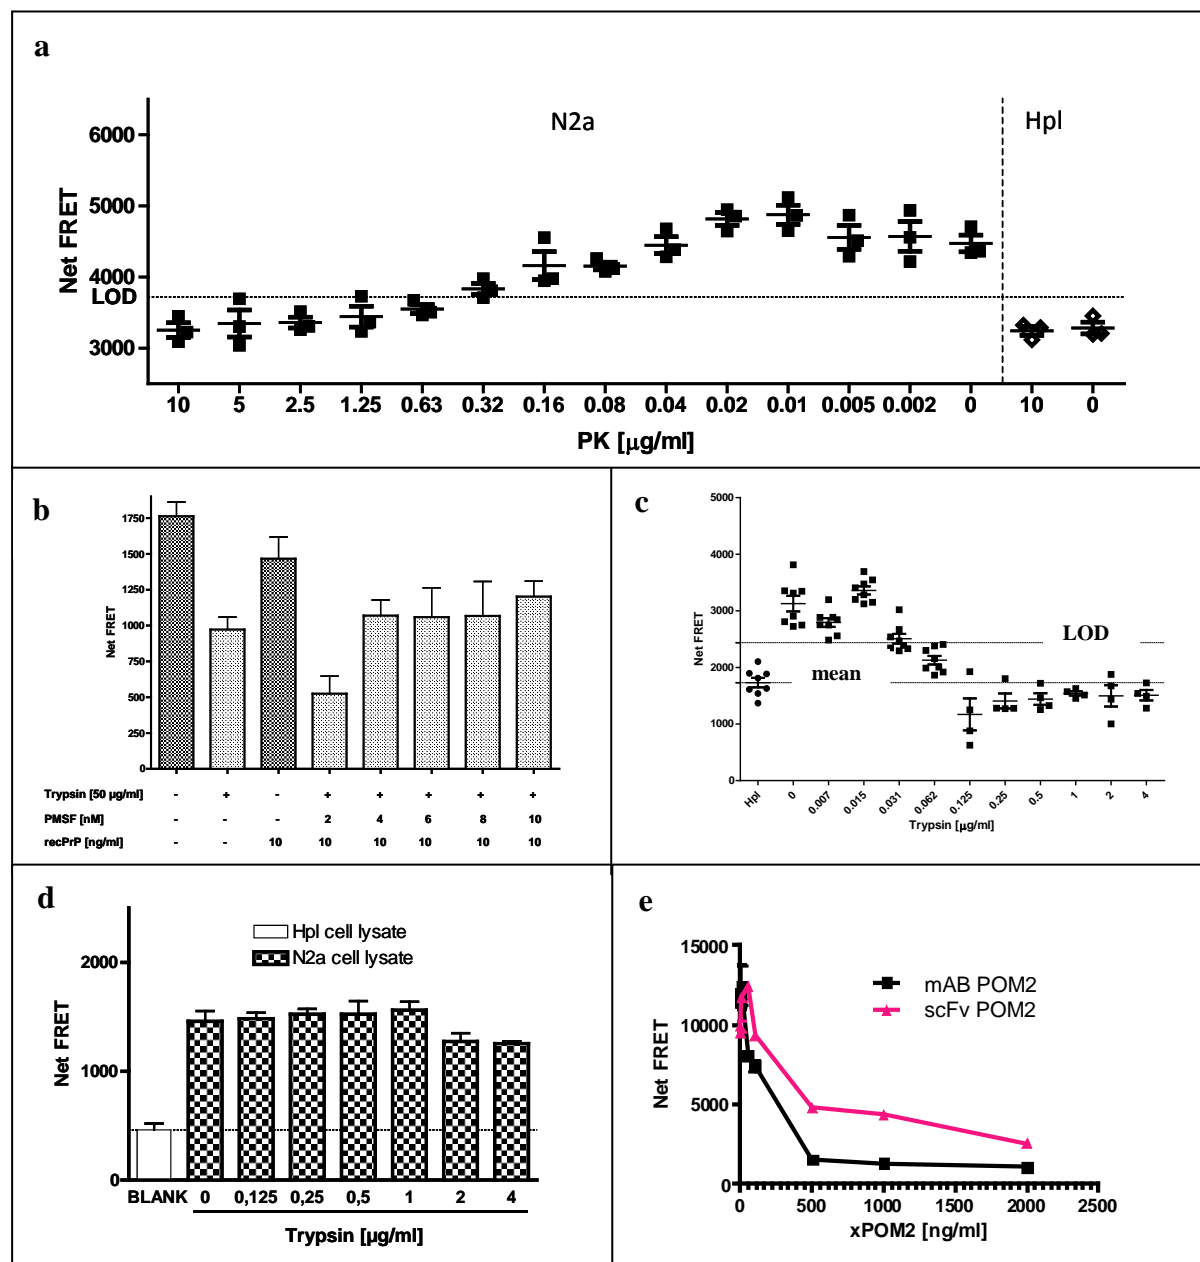 a
N2a
Hpl
Net FRET
6000
5000
4000
LOD
3000
10 5 2.5 1.25 0.63 0.32 0.16 0.08 0.04 0.02 0.01 0.005 0.002 0 10 0
PK [μg/ml]
b
Net FRET
1750
1500
1250
1000
750
500
250
0
Trypsin [50 μg/ml] - + - + + + + +
PMSF [nM] - - - 2 4 6 8 10
recPrP [ng/ml] - - 10 10 10 10 10 10
c
Net FRET
5000
4000
3000
2000
1000
0
LOD
mean
Hpl 0 0.007 0.015 0.031 0.062 0.125 0.25 0.5 1 2 4
Trypsin [μg/ml]
d
Hpl cell lysate
N2a cell lysate
Net FRET
2000
1000
0
BLANK 0 0,125 0,25 0,5 1 2 4
Trypsin [μg/ml]
e
mAB POM2
scFv POM2
Net FRET
15000
10000
5000
0
0 500 1000 1500 2000 2500
xPOM2 [ng/ml]